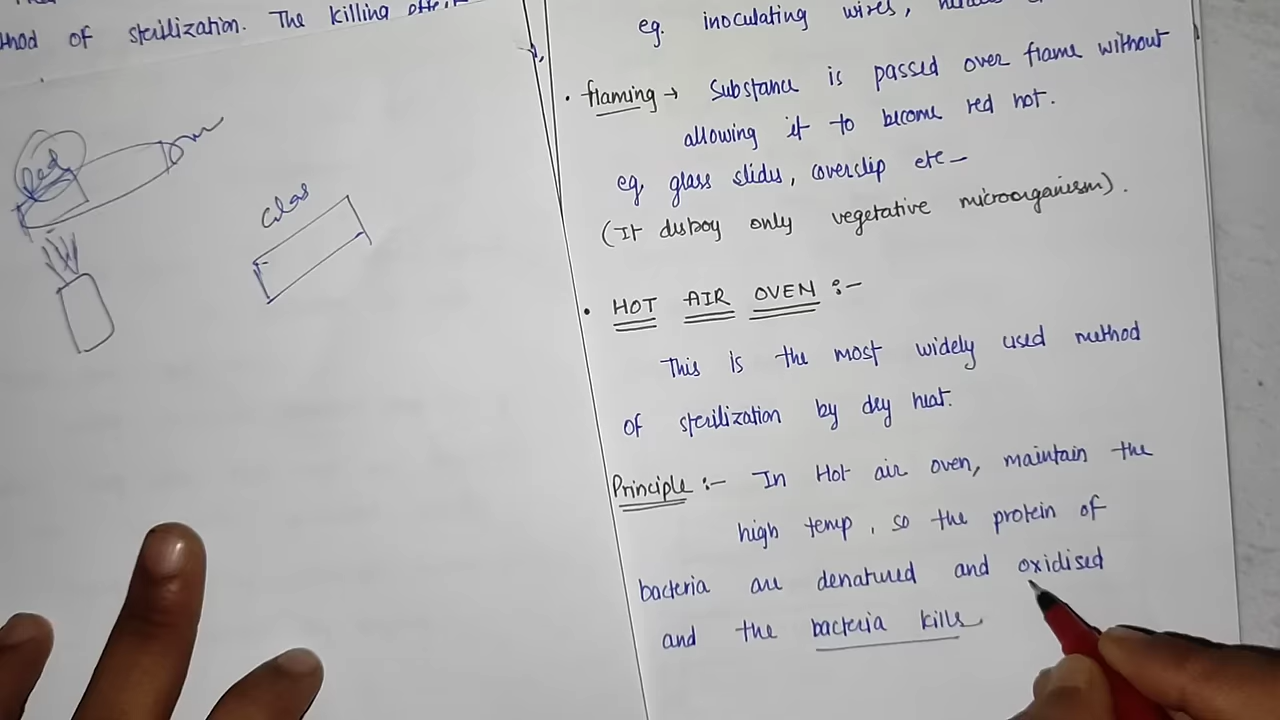 thod of sterilization. The killing
Red
Glas
eg. inoculating wires,
• flaming → Substance is passed over flame without
allowing it to become red hot.
eg, glass slides, coverslip etc–
(It distroy only vegetative microorganism).
• HOT AIR OVEN :–
This is the most widely used method
of sterilization by dry heat.
Principle :– In Hot air oven, maintain the
high temp, so the protein of
bacteria are denatured and oxidised
and the bacteria kills